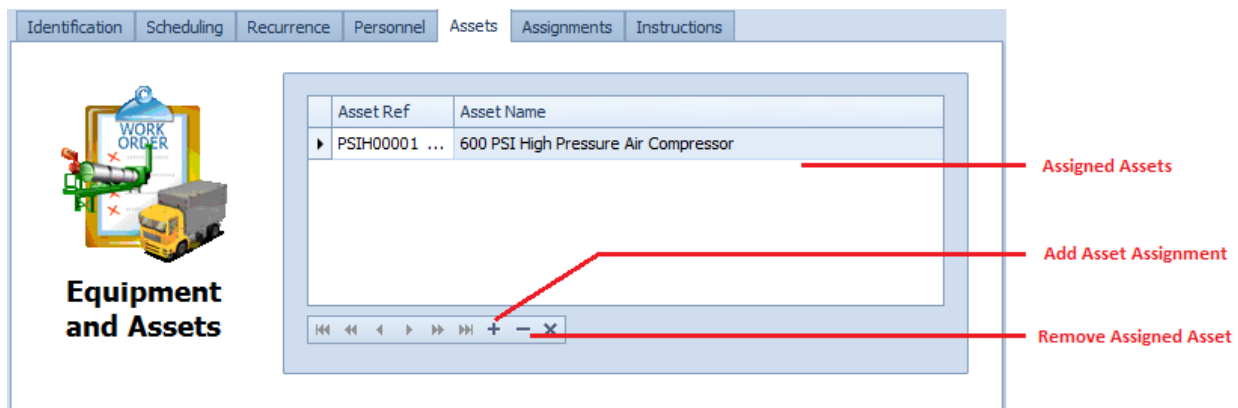 Identification Scheduling Recurrence Personnel Assets Assignments Instructions
WORK
ORDER
Equipment
and Assets
Asset Ref Asset Name
PSIH00001 ... 600 PSI High Pressure Air Compressor
Assigned Assets
Add Asset Assignment
Remove Assigned Asset